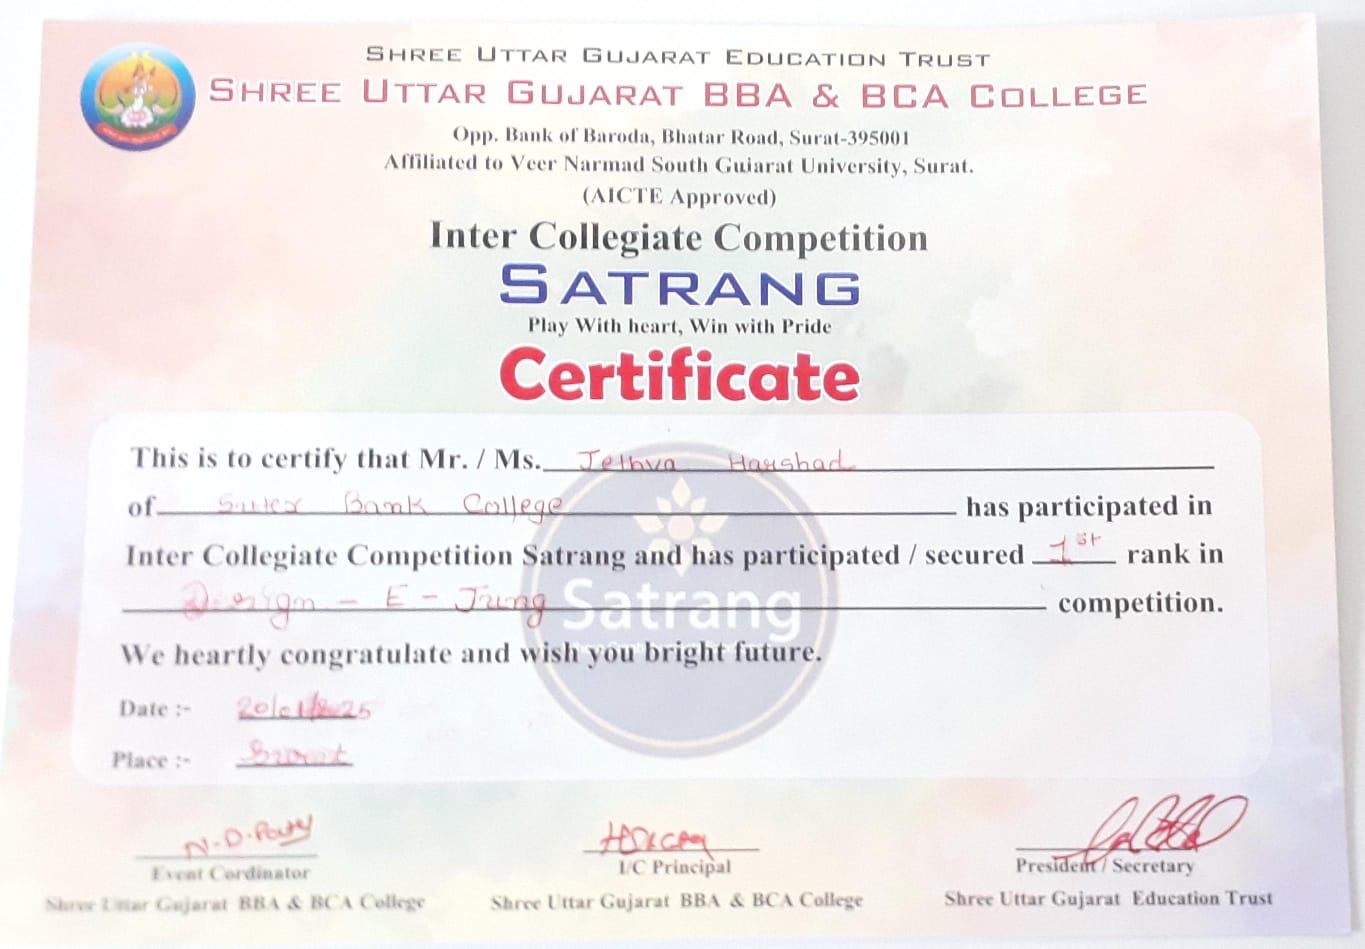 SHREE UTTAR GUJARAT EDUCATION TRUST
SHREE UTTAR GUJARAT BBA & BCA COLLEGE
Opp. Bank of Baroda, Bhatar Road, Surat-395001
Affiliated to Veer Narmad South Gujarat University, Surat.
(AICTE Approved)
Inter Collegiate Competition
SATRANG
Play With heart, Win with Pride
Certificate
This is to certify that Mr. / Ms. Jethva Harshad
of Sutex Bank College has participated in
Inter Collegiate Competition Satrang and has participated / secured 1st rank in
Design - E - Jung competition.
Satrang
We heartly congratulate and wish you bright future.
Date :- 20/01/2025
Place :- Surat
Event Cordinator
Shree Uttar Gujarat BBA & BCA College
I/C Principal
Shree Uttar Gujarat BBA & BCA College
President / Secretary
Shree Uttar Gujarat Education Trust